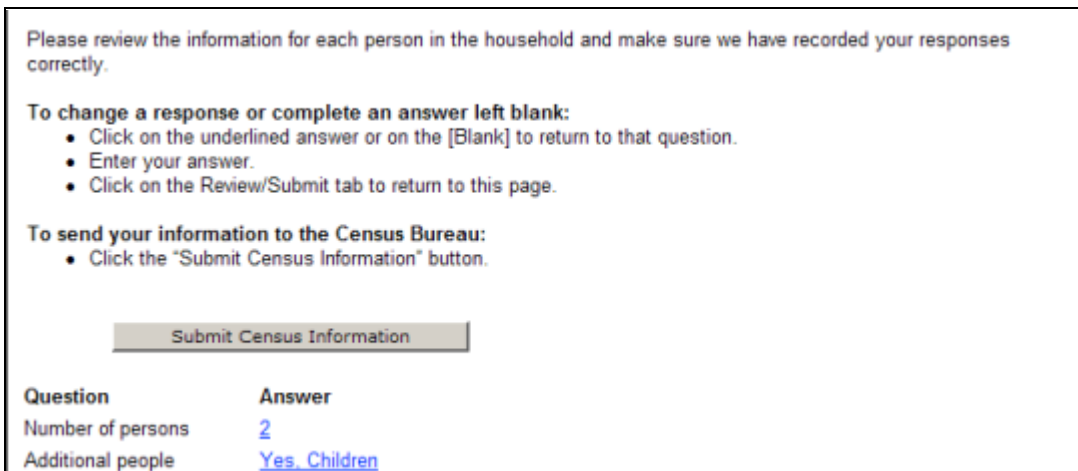 Please review the information for each person in the household and make sure we have recorded your responses
correctly.
To change a response or complete an answer left blank:
• Click on the underlined answer or on the [Blank] to return to that question.
• Enter your answer.
• Click on the Review/Submit tab to return to this page.
To send your information to the Census Bureau:
• Click the “Submit Census Information” button.
Submit Census Information
Question Answer
Number of persons 2
Additional people Yes, Children